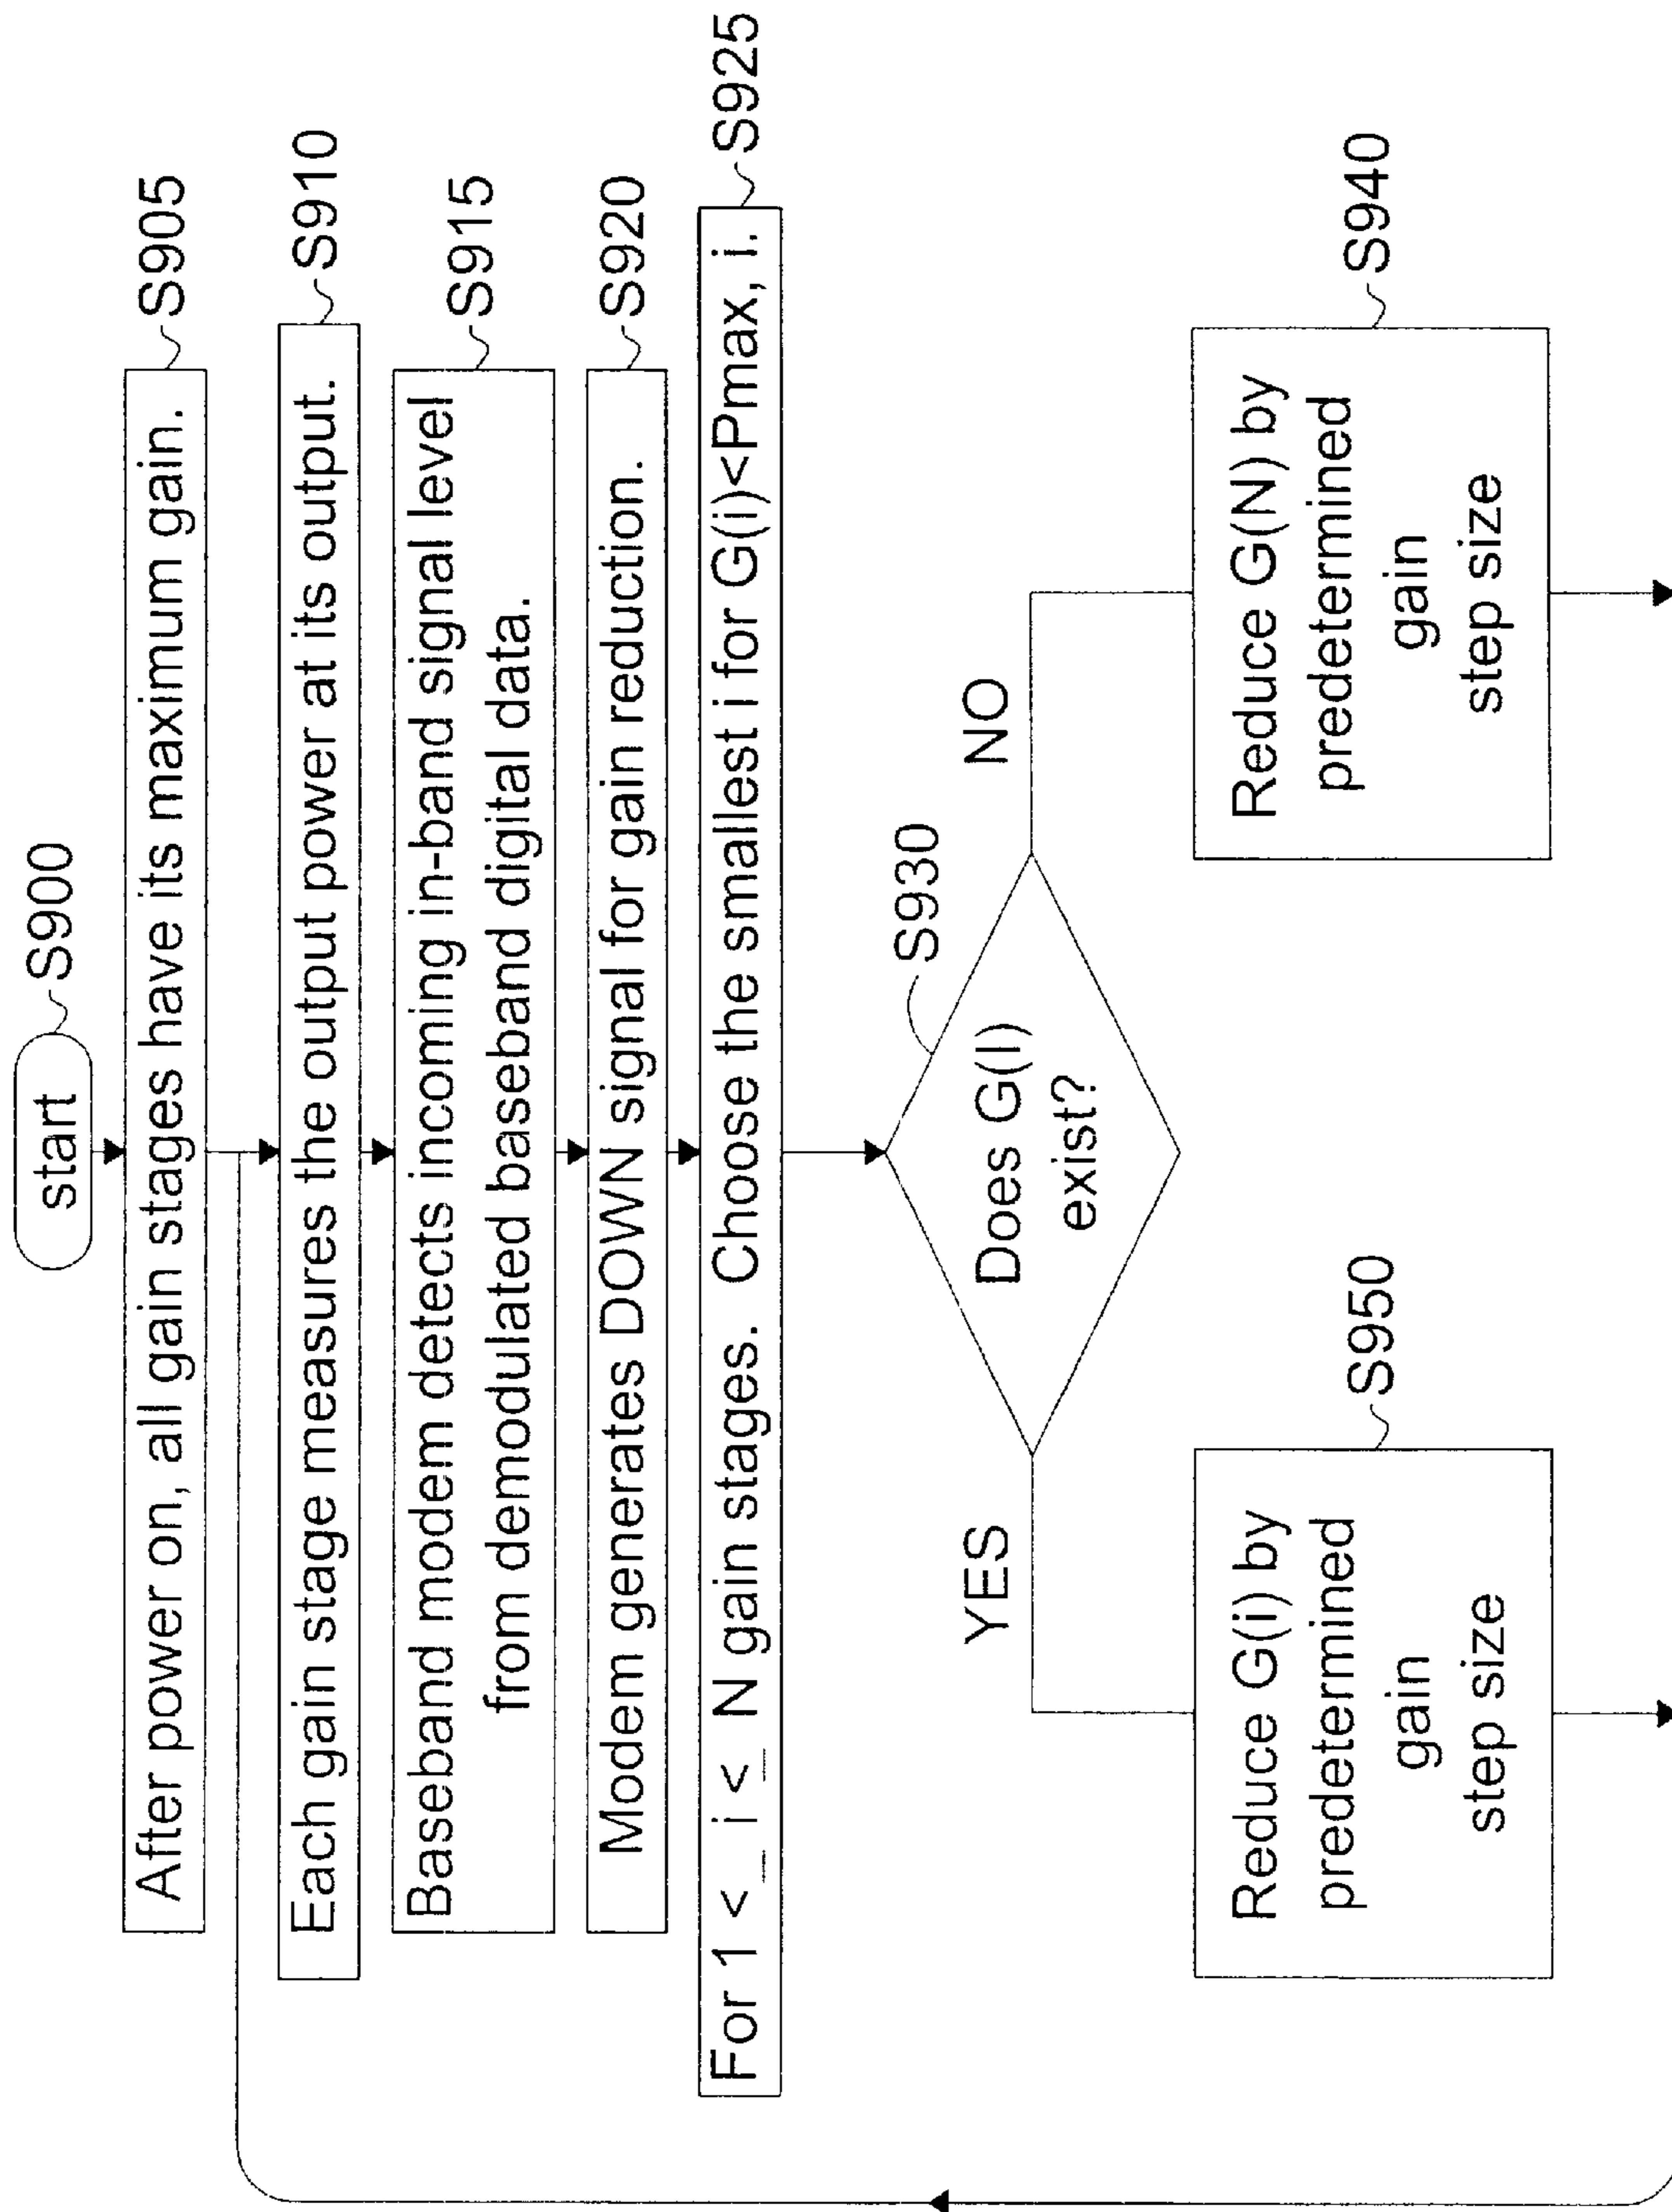 start
S900
After power on, all gain stages have its maximum gain.
S905
Each gain stage measures the output power at its output.
S910
Baseband modem detects incoming in-band signal level
from demodulated baseband digital data.
S915
Modem generates DOWN signal for gain reduction.
S920
For 1 <_ i <_ N gain stages. Choose the smallest i for G(i)<Pmax, i.
S925
Does G(I)
exist?
S930
YES
NO
Reduce G(i) by
predetermined
gain
step size
S950
Reduce G(N) by
predetermined
gain
step size
S940